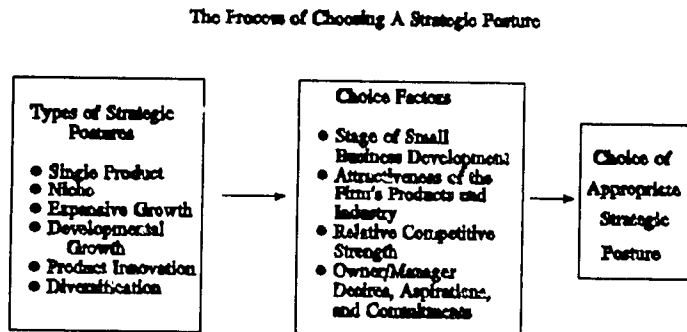 The Process of Choosing A Strategic Posture
Types of Strategic
Postures
● Single Product
● Niche
● Expansive Growth
● Developmental
Growth
● Product Innovation
● Diversification
Choice Factors
● Stage of Small
Business Development
● Attractiveness of the
Firm's Products and
Industry
● Relative Competitive
Strength
● Owner/Manager
Desires, Aspirations,
and Commitments
Choice of
Appropriate
Strategic
Posture